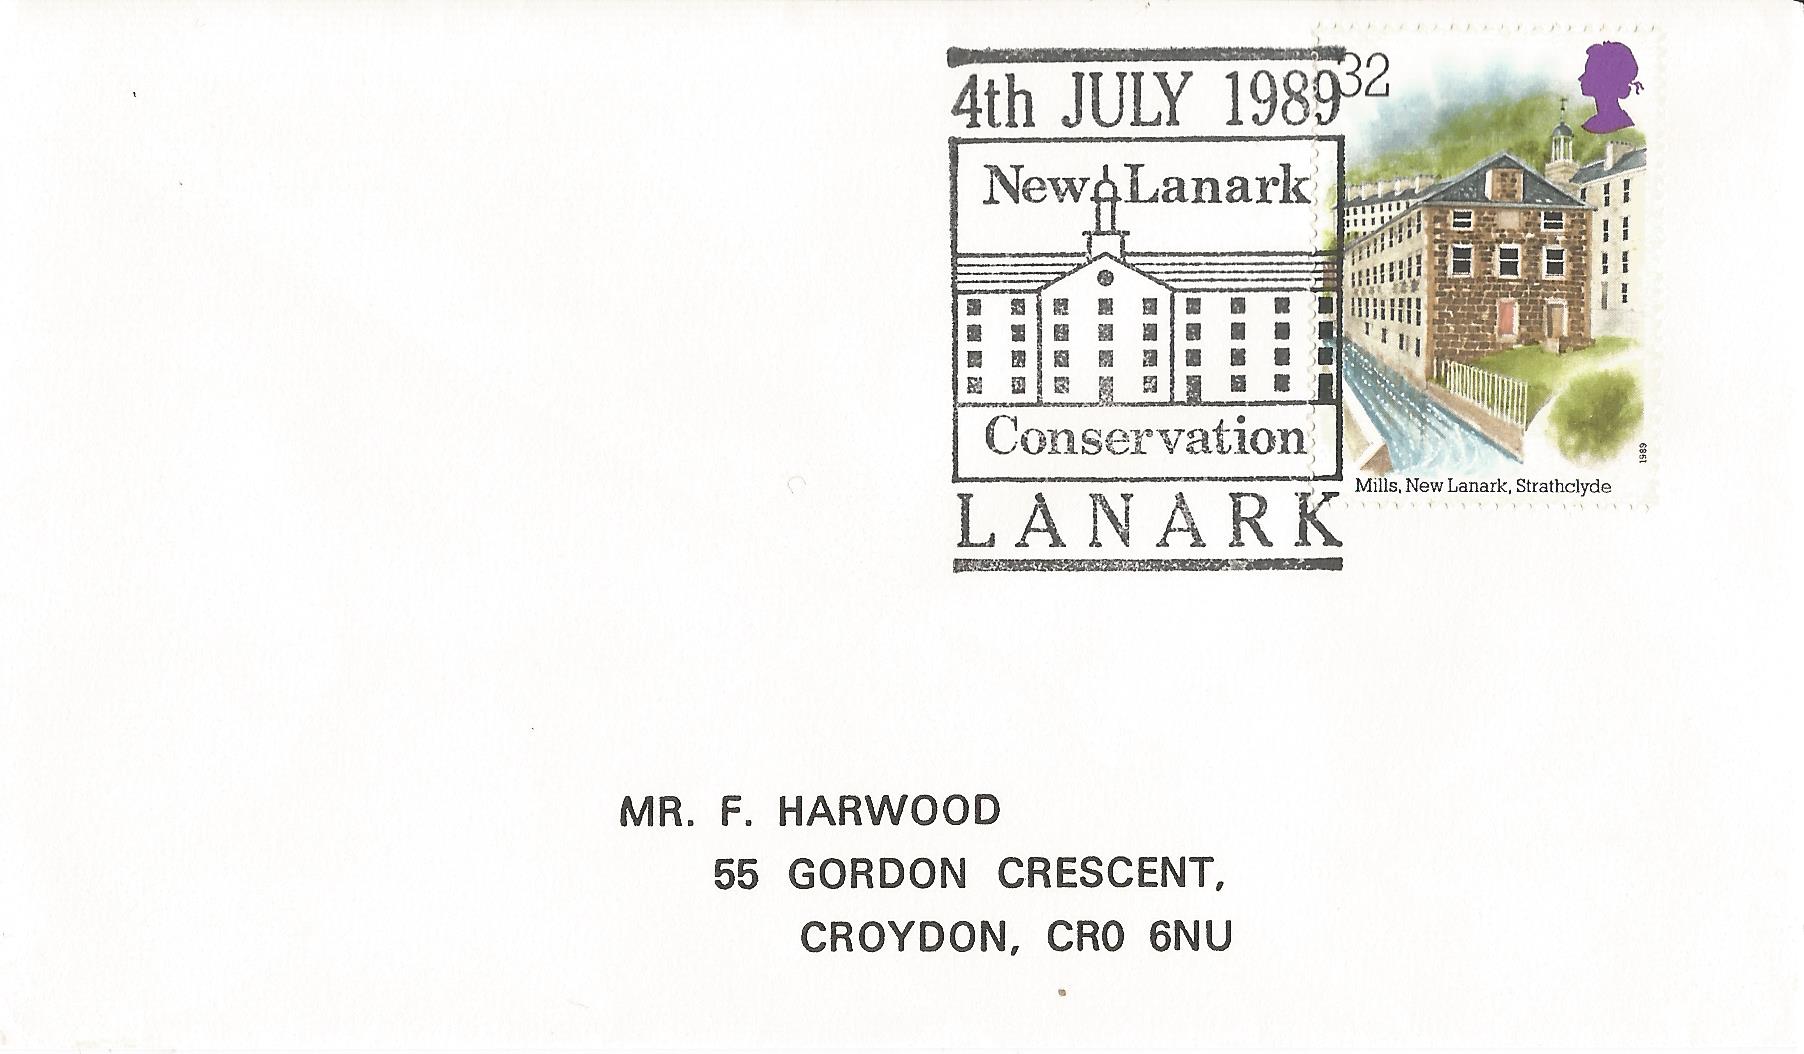 4th JULY 1989
New Lanark
Conservation
LANARK
32
1989
Mills, New Lanark, Strathclyde
MR. F. HARWOOD
55 GORDON CRESCENT,
CROYDON, CR0 6NU